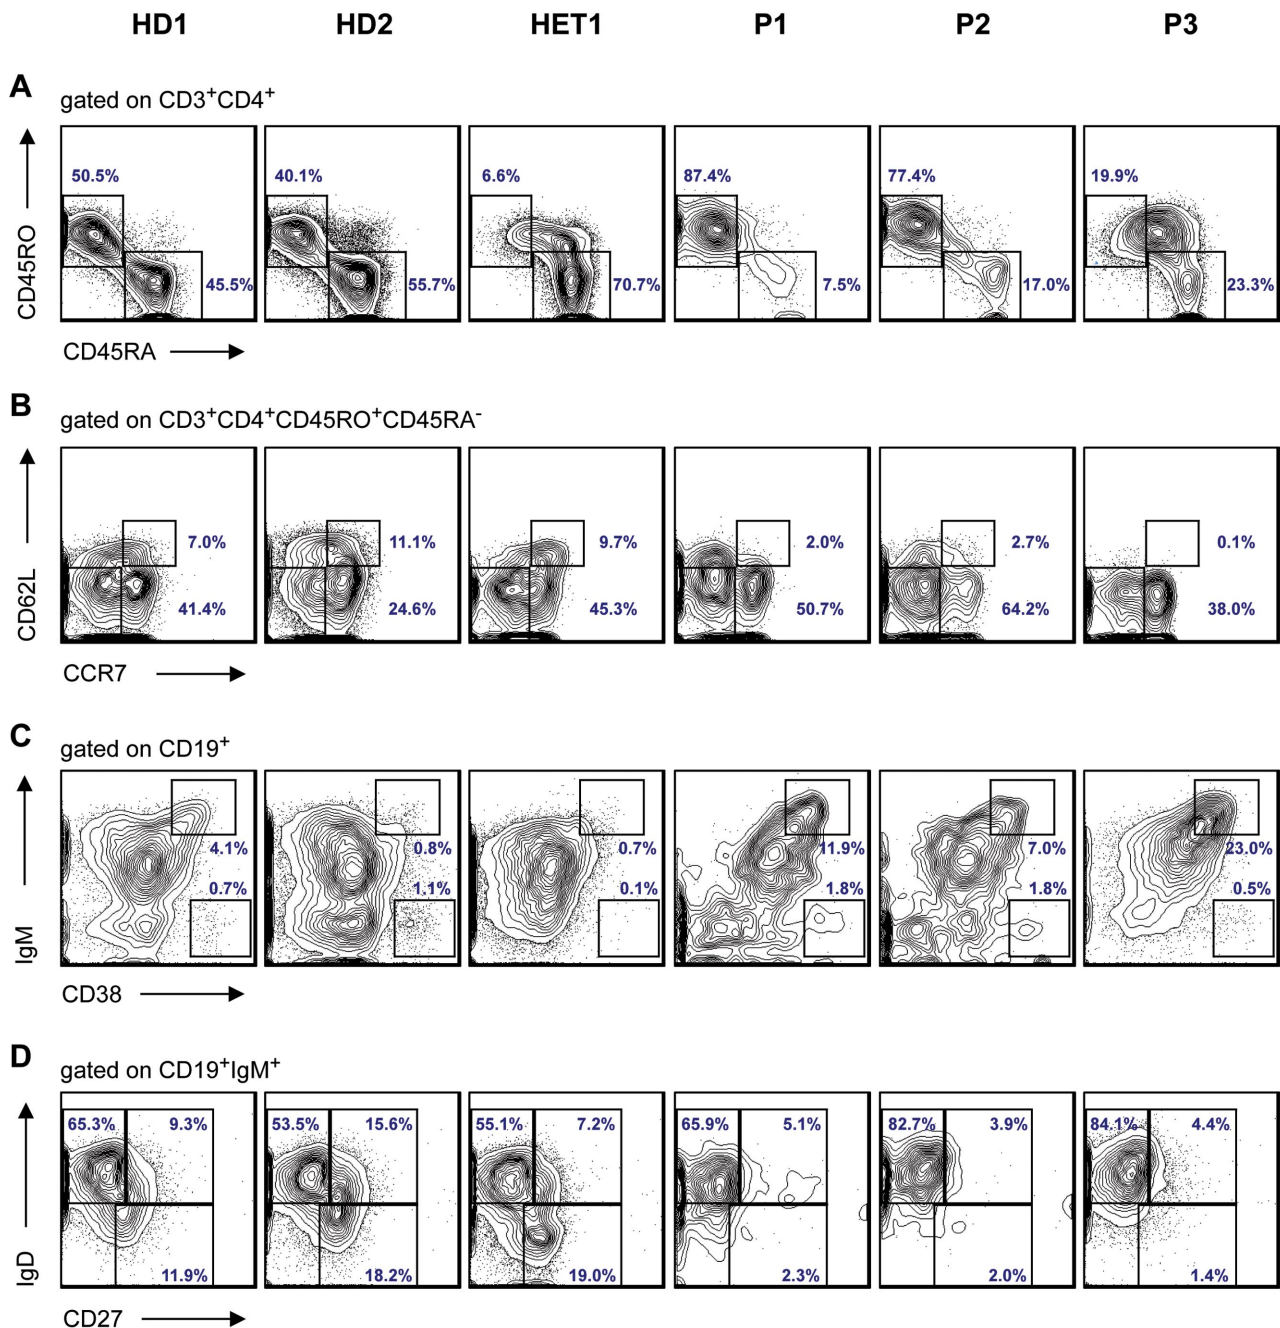 HD1 HD2 HET1 P1 P2 P3
A
gated on CD3+CD4+
50.5% 40.1% 6.6% 87.4% 77.4% 19.9%
45.5% 55.7% 70.7% 7.5% 17.0% 23.3%
CD45RO
CD45RA
B
gated on CD3+CD4+CD45RO+CD45RA-
7.0% 11.1% 9.7% 2.0% 2.7% 0.1%
41.4% 24.6% 45.3% 50.7% 64.2% 38.0%
CD62L
CCR7
C
gated on CD19+
4.1% 0.8% 0.7% 11.9% 7.0% 23.0%
0.7% 1.1% 0.1% 1.8% 1.8% 0.5%
IgM
CD38
D
gated on CD19+IgM+
65.3% 9.3% 53.5% 15.6% 55.1% 7.2% 65.9% 5.1% 82.7% 3.9% 84.1% 4.4%
11.9% 18.2% 19.0% 2.3% 2.0% 1.4%
IgD
CD27